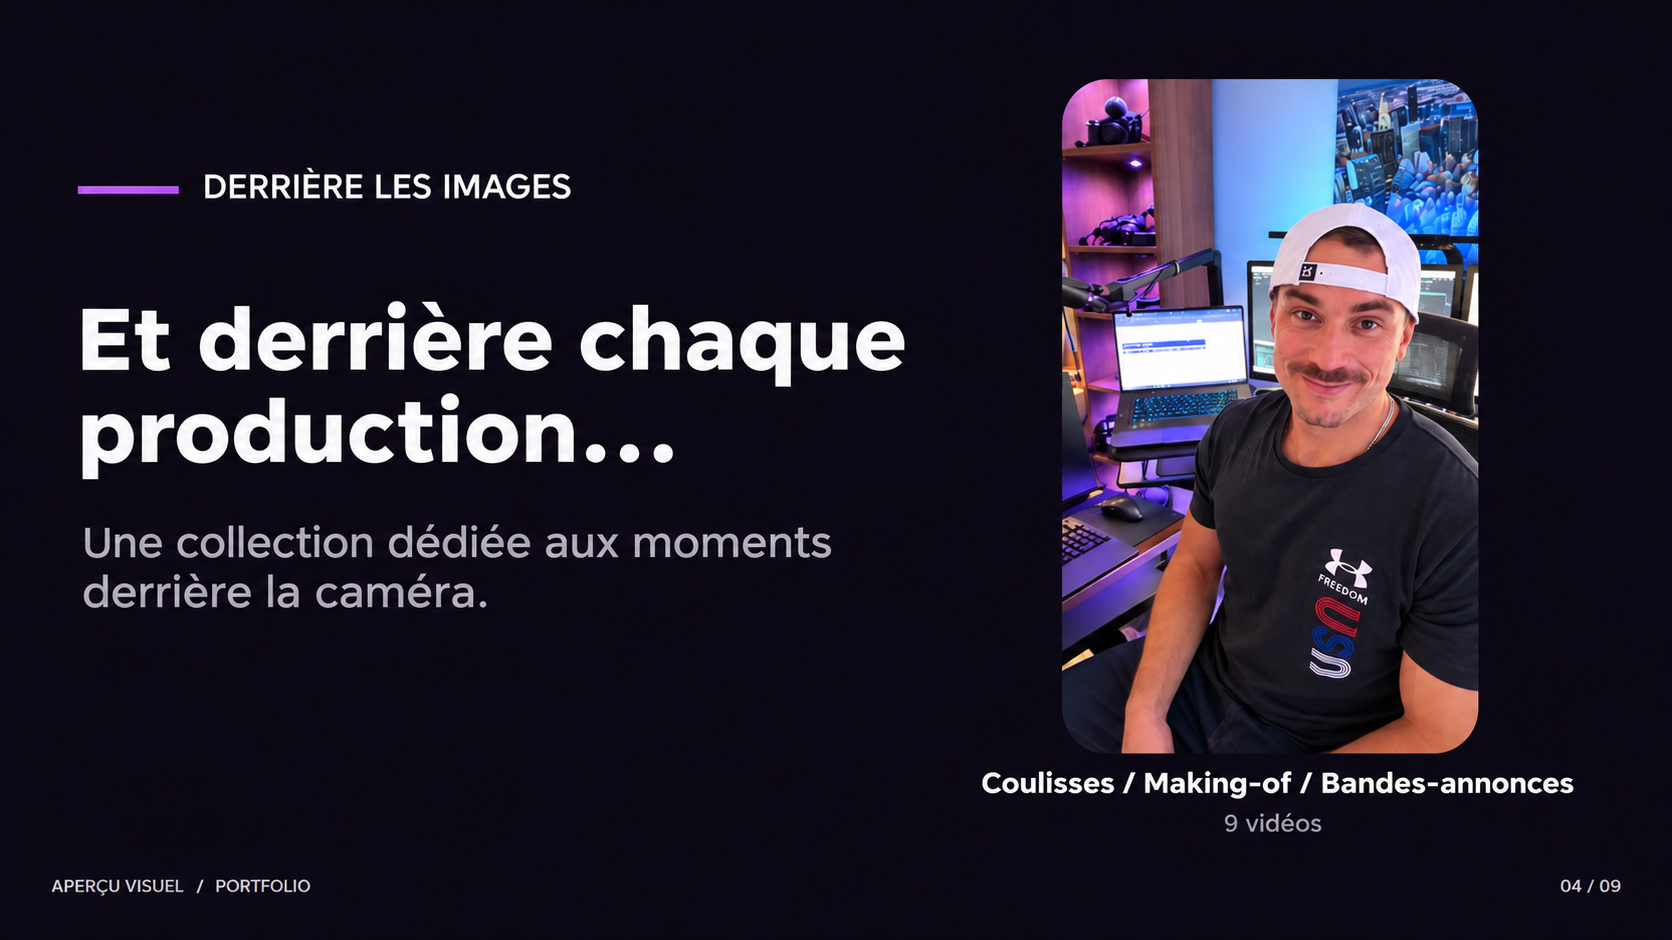 DERRIÈRE LES IMAGES
Et derrière chaque
production...
Une collection dédiée aux moments
derrière la caméra.
FREEDOM
USA
Coulisses / Making-of / Bandes-annonces
9 vidéos
APERÇU VISUEL / PORTFOLIO
04 / 09